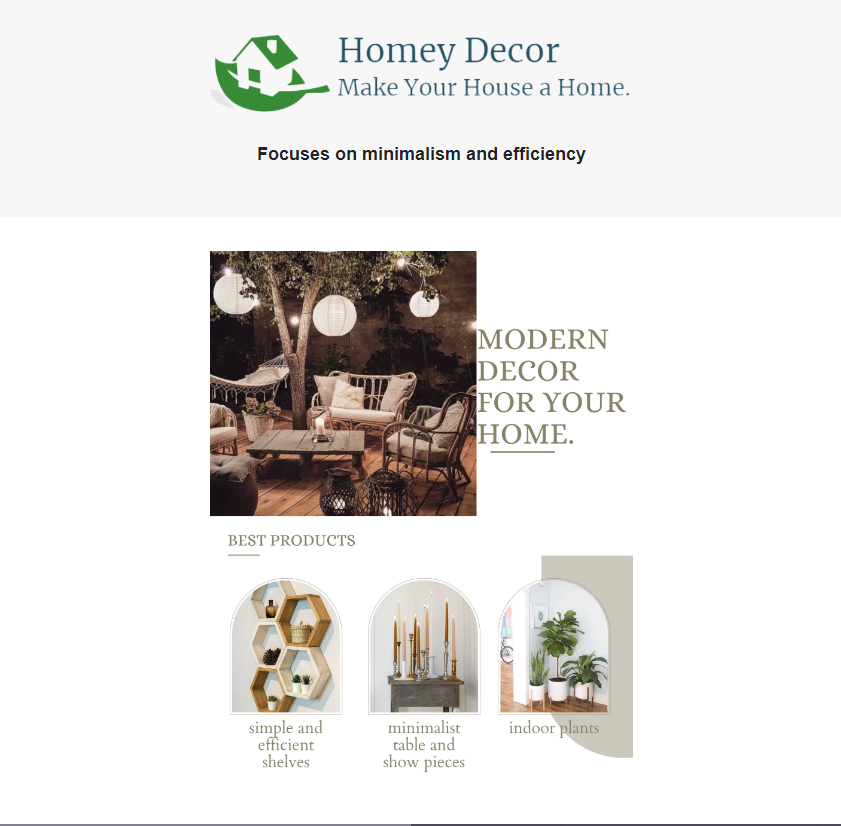 Homey Decor
Make Your House a Home.
Focuses on minimalism and efficiency
MODERN
DECOR
FOR YOUR
HOME.
BEST PRODUCTS
simple and
efficient
shelves
minimalist
table and
show pieces
indoor plants